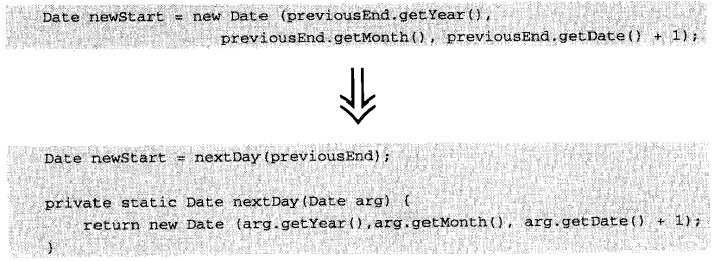 Date newStart = new Date (previousEnd.getYear(),
previousEnd.getMonth(), previousEnd.getDate() + 1);
Date newStart = nextDay(previousEnd);
private static Date nextDay(Date arg) {
return new Date (arg.getYear(),arg.getMonth(), arg.getDate() + 1);
}